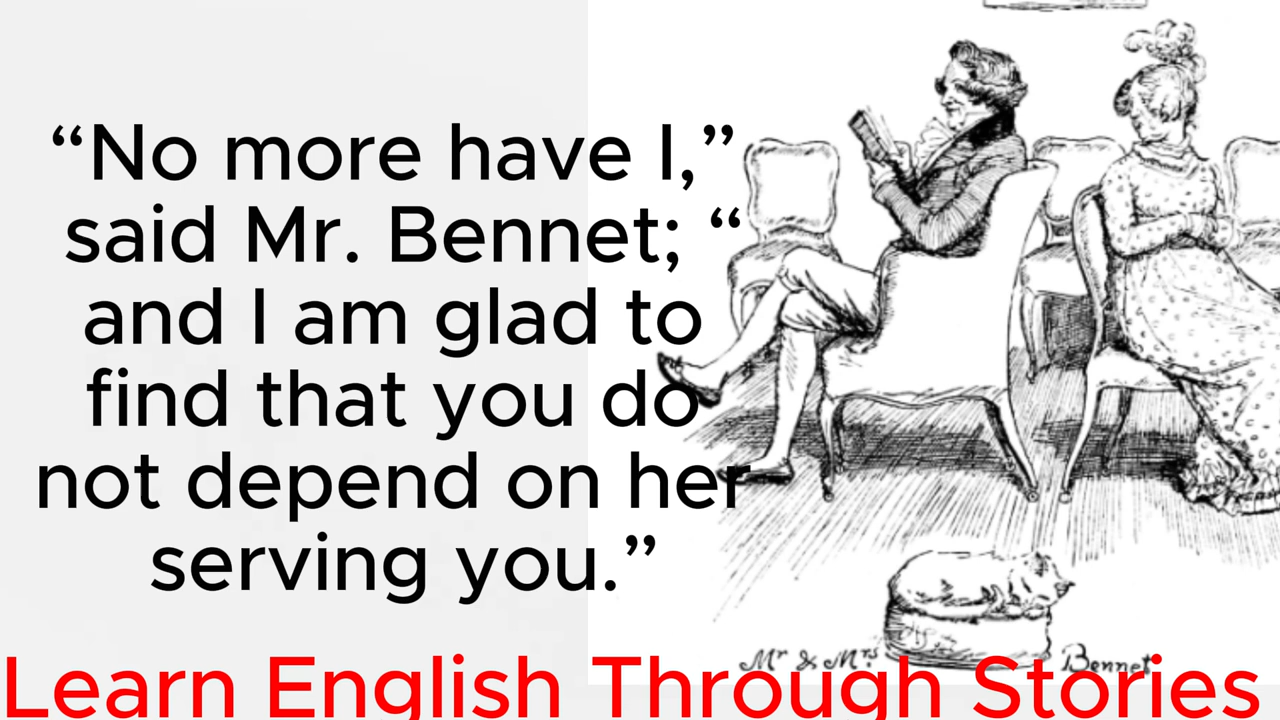 “No more have I,”
said Mr. Bennet; “
and I am glad to
find that you do
not depend on her
serving you.”
Mr & Mrs Bennet
Learn English Through Stories